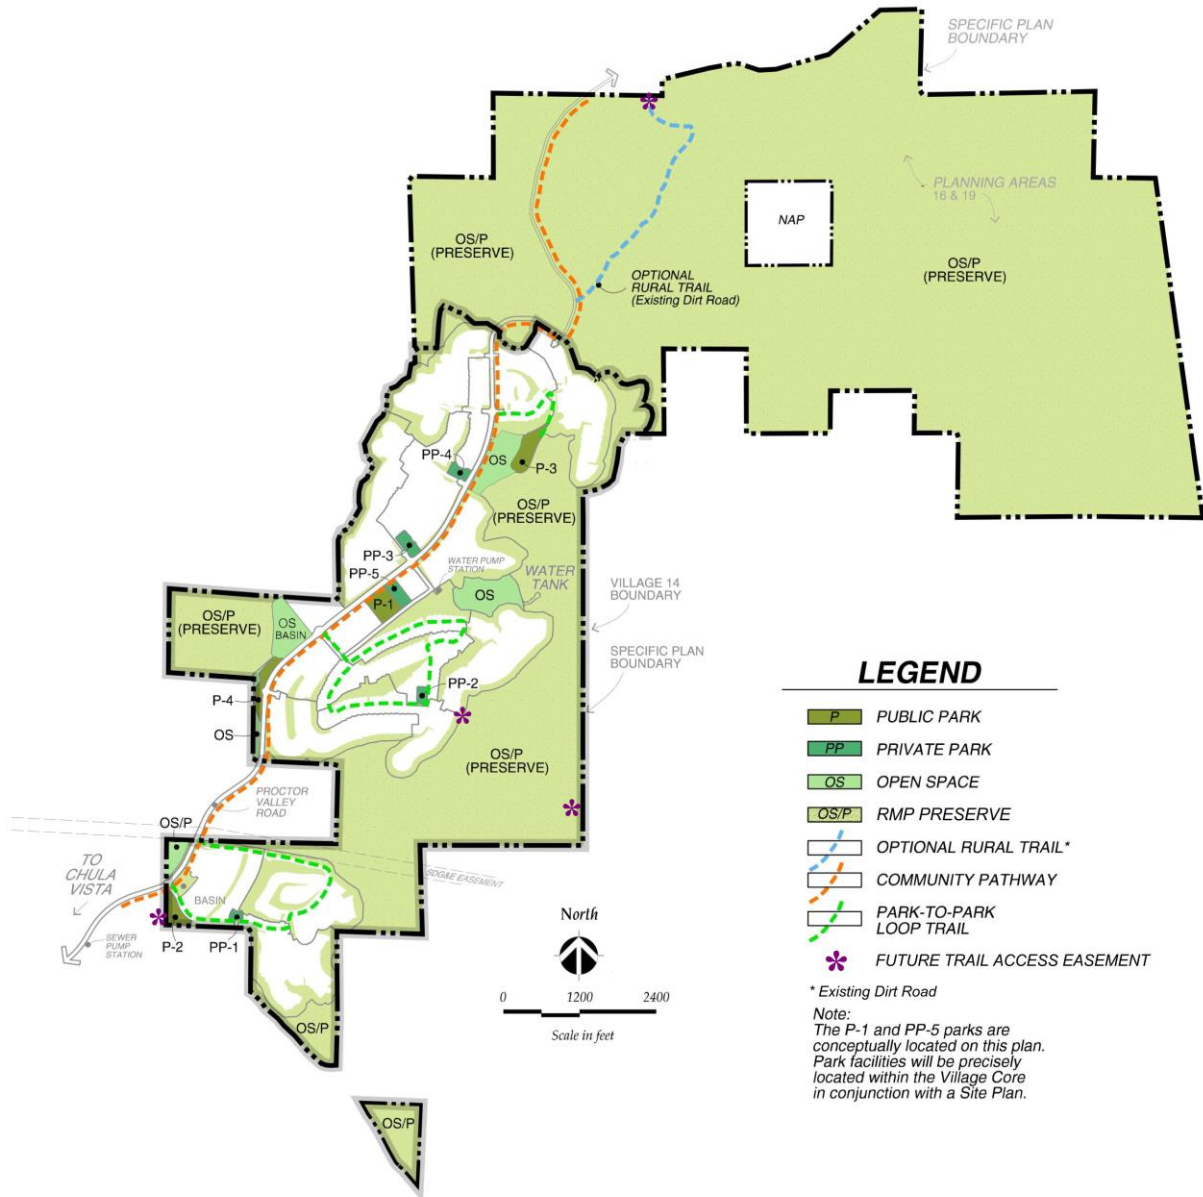 SPECIFIC PLAN
BOUNDARY
PLANNING AREAS
16 & 19
NAP
OS/P
(PRESERVE)
OS/P
(PRESERVE)
OPTIONAL
RURAL TRAIL
(Existing Dirt Road)
PP-4
OS
P-3
OS/P
(PRESERVE)
PP-3
WATER PUMP
STATION
WATER
TANK
PP-5
P-1
OS
VILLAGE 14
BOUNDARY
OS/P
(PRESERVE)
OS
BASIN
SPECIFIC PLAN
BOUNDARY
P-4
PP-2
OS
OS/P
(PRESERVE)
PROCTOR
VALLEY
ROAD
OS/P
TO
CHULA
VISTA
SDG&E EASEMENT
BASIN
SEWER
PUMP
STATION
P-2
PP-1
OS/P
OS/P
North
0 1200 2400
Scale in feet
LEGEND
P PUBLIC PARK
PP PRIVATE PARK
OS OPEN SPACE
OS/P RMP PRESERVE
OPTIONAL RURAL TRAIL*
COMMUNITY PATHWAY
PARK-TO-PARK
LOOP TRAIL
* FUTURE TRAIL ACCESS EASEMENT
* Existing Dirt Road
Note:
The P-1 and PP-5 parks are
conceptually located on this plan.
Park facilities will be precisely
located within the Village Core
in conjunction with a Site Plan.